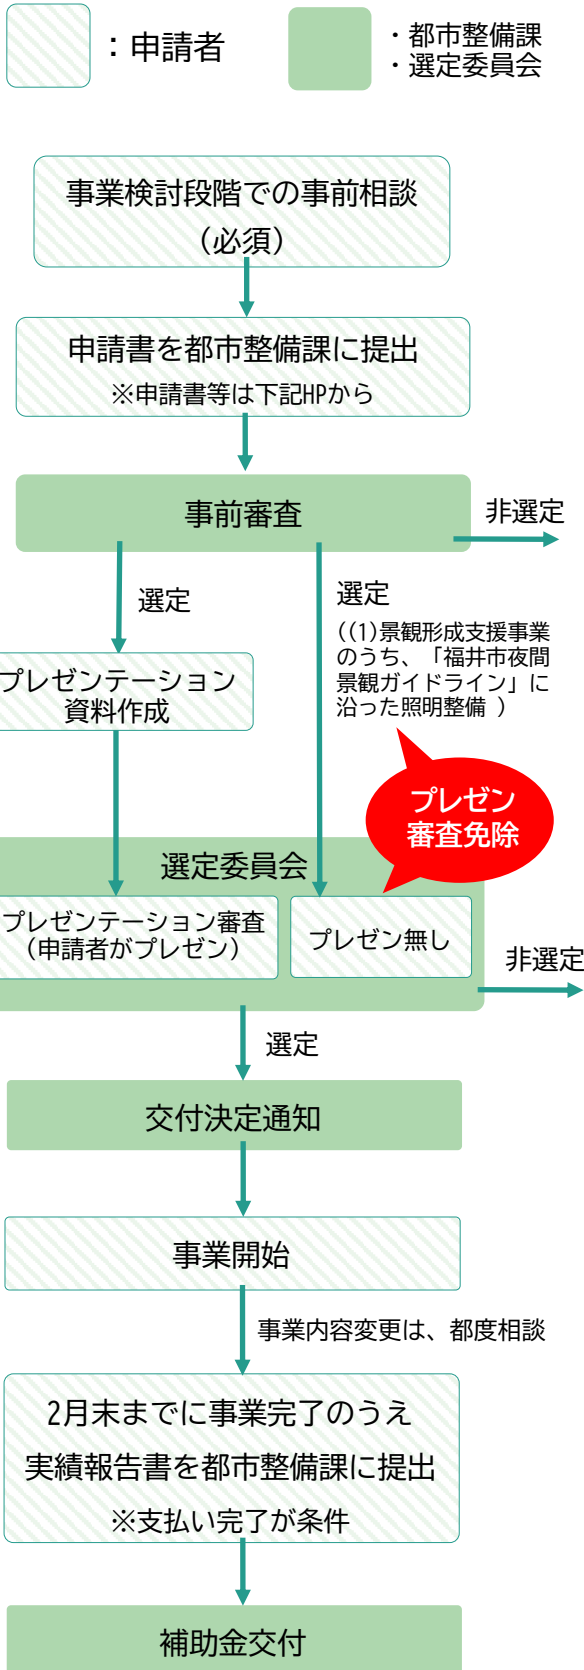 ：申請者
・都市整備課
・選定委員会
事業検討段階での事前相談
（必須）
申請書を都市整備課に提出
※申請書等は下記HPから
事前審査
非選定
選定
選定
((1)景観形成支援事業
のうち、「福井市夜間
景観ガイドライン」に
沿った照明整備 ）
プレゼンテーション
資料作成
プレゼン
審査免除
選定委員会
プレゼンテーション審査
（申請者がプレゼン）
プレゼン無し
非選定
選定
交付決定通知
事業開始
事業内容変更は、都度相談
2月末までに事業完了のうえ
実績報告書を都市整備課に提出
※支払い完了が条件
補助金交付